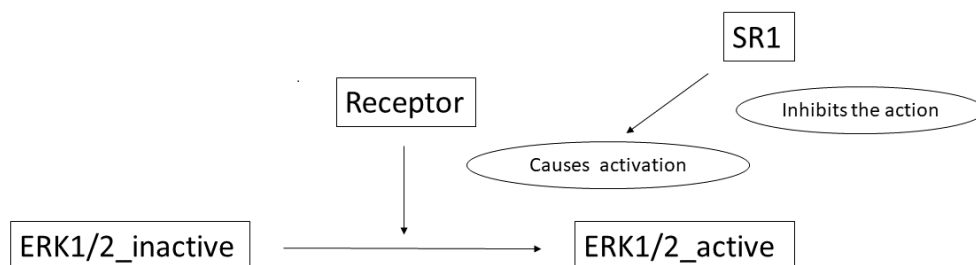 SR1
Receptor
Inhibits the action
Causes activation
ERK1/2_inactive
ERK1/2_active